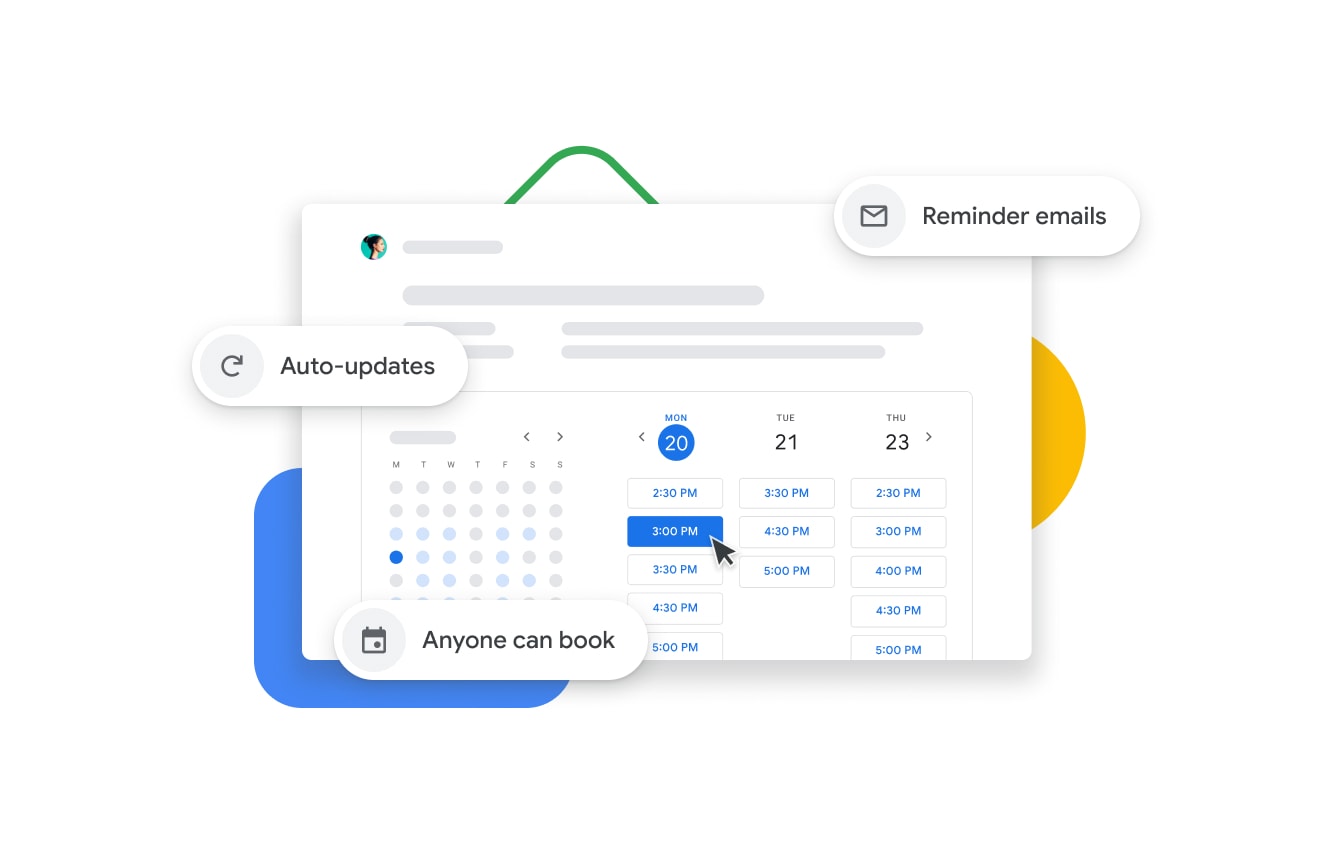 Reminder emails
Auto-updates
M T W T F S S
MON TUE THU
20 21 23
2:30 PM 3:30 PM 2:30 PM
3:00 PM 4:30 PM 3:00 PM
3:30 PM 5:00 PM 4:00 PM
4:30 PM 4:30 PM
5:00 PM 5:00 PM
Anyone can book